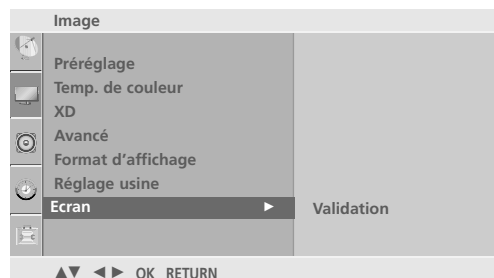 Image
Préréglage
Temp. de couleur
XD
Avancé
Format d’affichage
Réglage usine
Ecran ► Validation
▲▼ ◄► OK RETURN